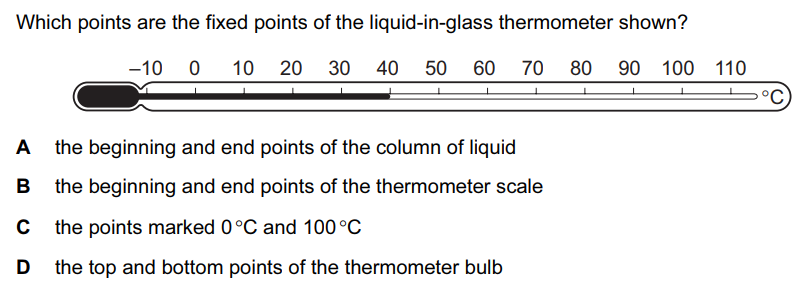 Which points are the fixed points of the liquid-in-glass thermometer shown?
–10 0 10 20 30 40 50 60 70 80 90 100 110
°C
A the beginning and end points of the column of liquid
B the beginning and end points of the thermometer scale
C the points marked 0 °C and 100 °C
D the top and bottom points of the thermometer bulb